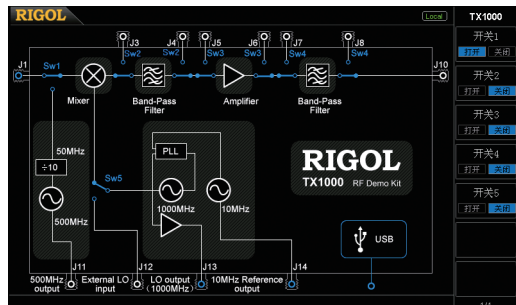 RIGOL
Local
TX1000
J3
J4
J5
J6
J7
J8
Sw2
Sw2
Sw3
Sw3
Sw4
Sw4
J1
Sw1
J10
Mixer
Band-Pass
Filter
Amplifier
Band-Pass
Filter
50MHz
÷10
500MHz
Sw5
PLL
1000MHz
10MHz
RIGOL
TX1000 RF Demo Kit
USB
J11
J12
J13
J14
500MHz
output
External LO
input
LO output
(1000MHz)
10MHz Reference
output
开关1
打开 关闭
开关2
打开 关闭
开关3
打开 关闭
开关4
打开 关闭
开关5
打开 关闭
1/1